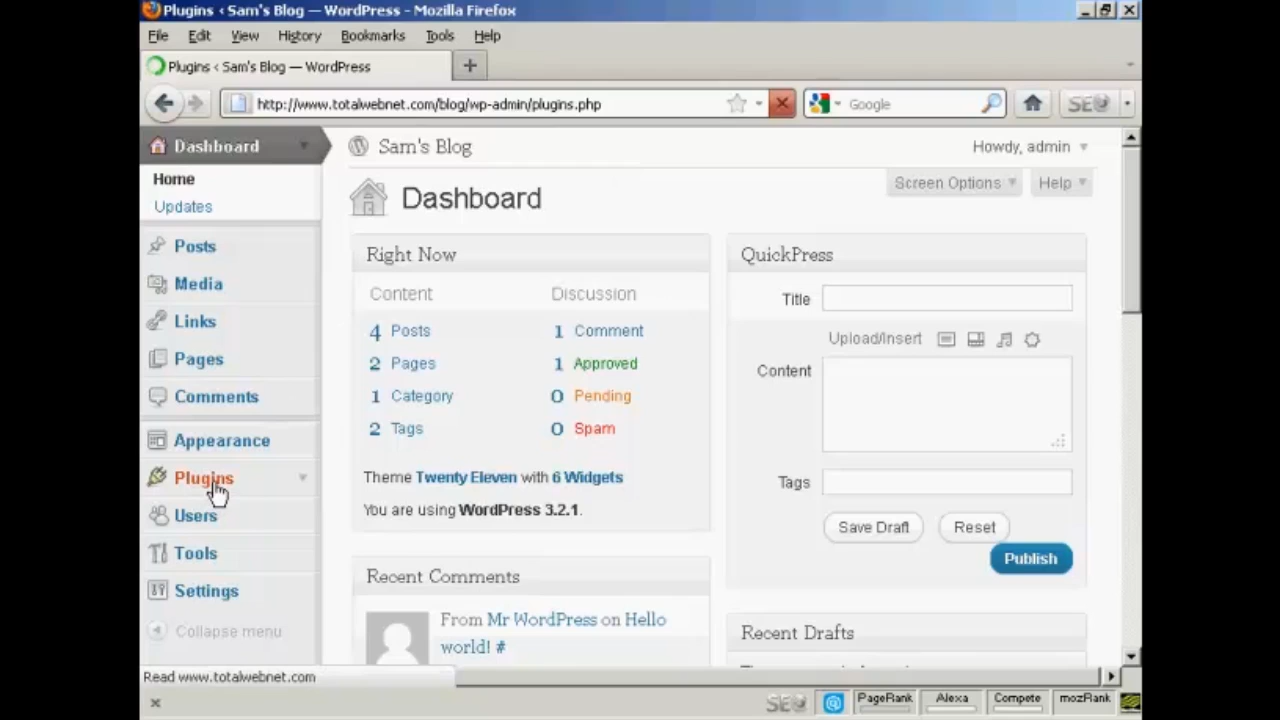 Plugins ‹ Sam's Blog — WordPress - Mozilla Firefox
File Edit View History Bookmarks Tools Help
Plugins ‹ Sam's Blog — WordPress
http://www.totalwebnet.com/blog/wp-admin/plugins.php
Google
SEO
Dashboard
Home
Updates
Posts
Media
Links
Pages
Comments
Appearance
Plugins
Users
Tools
Settings
Collapse menu
Sam's Blog
Howdy, admin
Screen Options
Help
Dashboard
Right Now
Content
Discussion
4 Posts
1 Comment
2 Pages
1 Approved
1 Category
0 Pending
2 Tags
0 Spam
Theme Twenty Eleven with 6 Widgets
You are using WordPress 3.2.1.
Recent Comments
From Mr WordPress on Hello
world! #
QuickPress
Title
Upload/Insert
Content
Tags
Save Draft
Reset
Publish
Recent Drafts
Read www.totalwebnet.com
SEO
PageRank
Alexa
Compete
mozRank